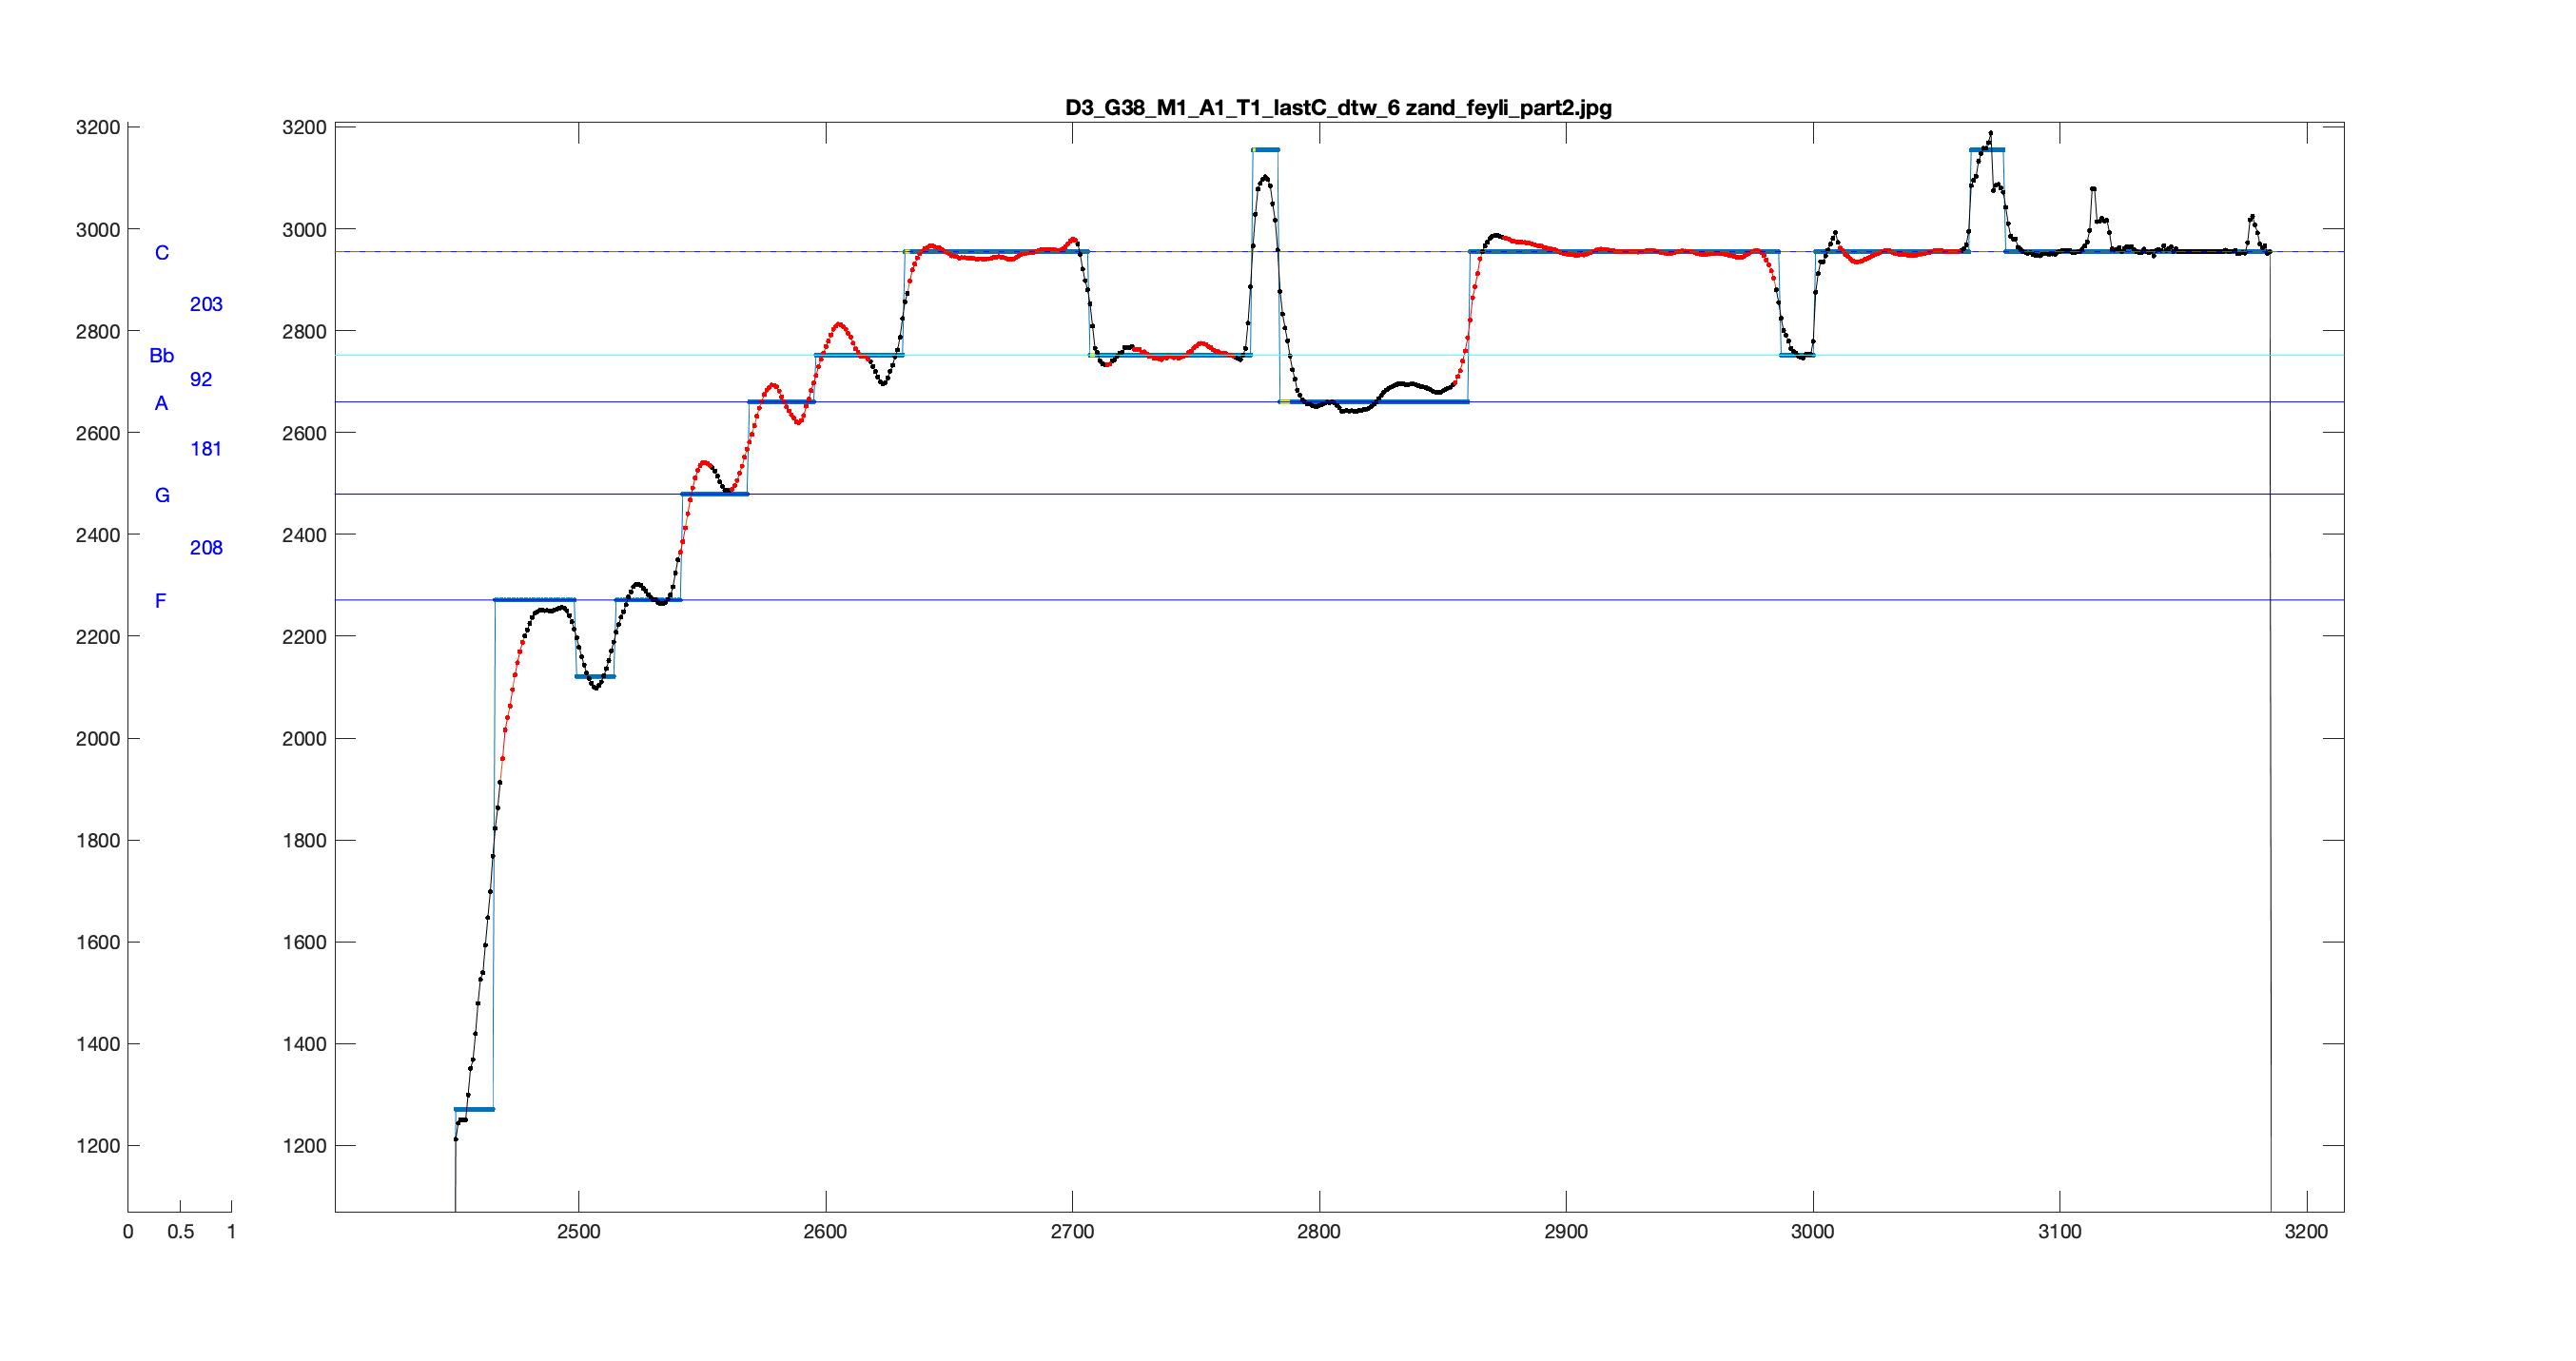 D3_G38_M1_A1_T1_lastC_dtw_6 zand_feyli_part2.jpg
3200 3200
3000 3000
C
203
2800 2800
Bb
92
A
2600 2600
181
G
2400 2400
208
F
2200 2200
2000 2000
1800 1800
1600 1600
1400 1400
1200 1200
0 0.5 1 2500 2600 2700 2800 2900 3000 3100 3200